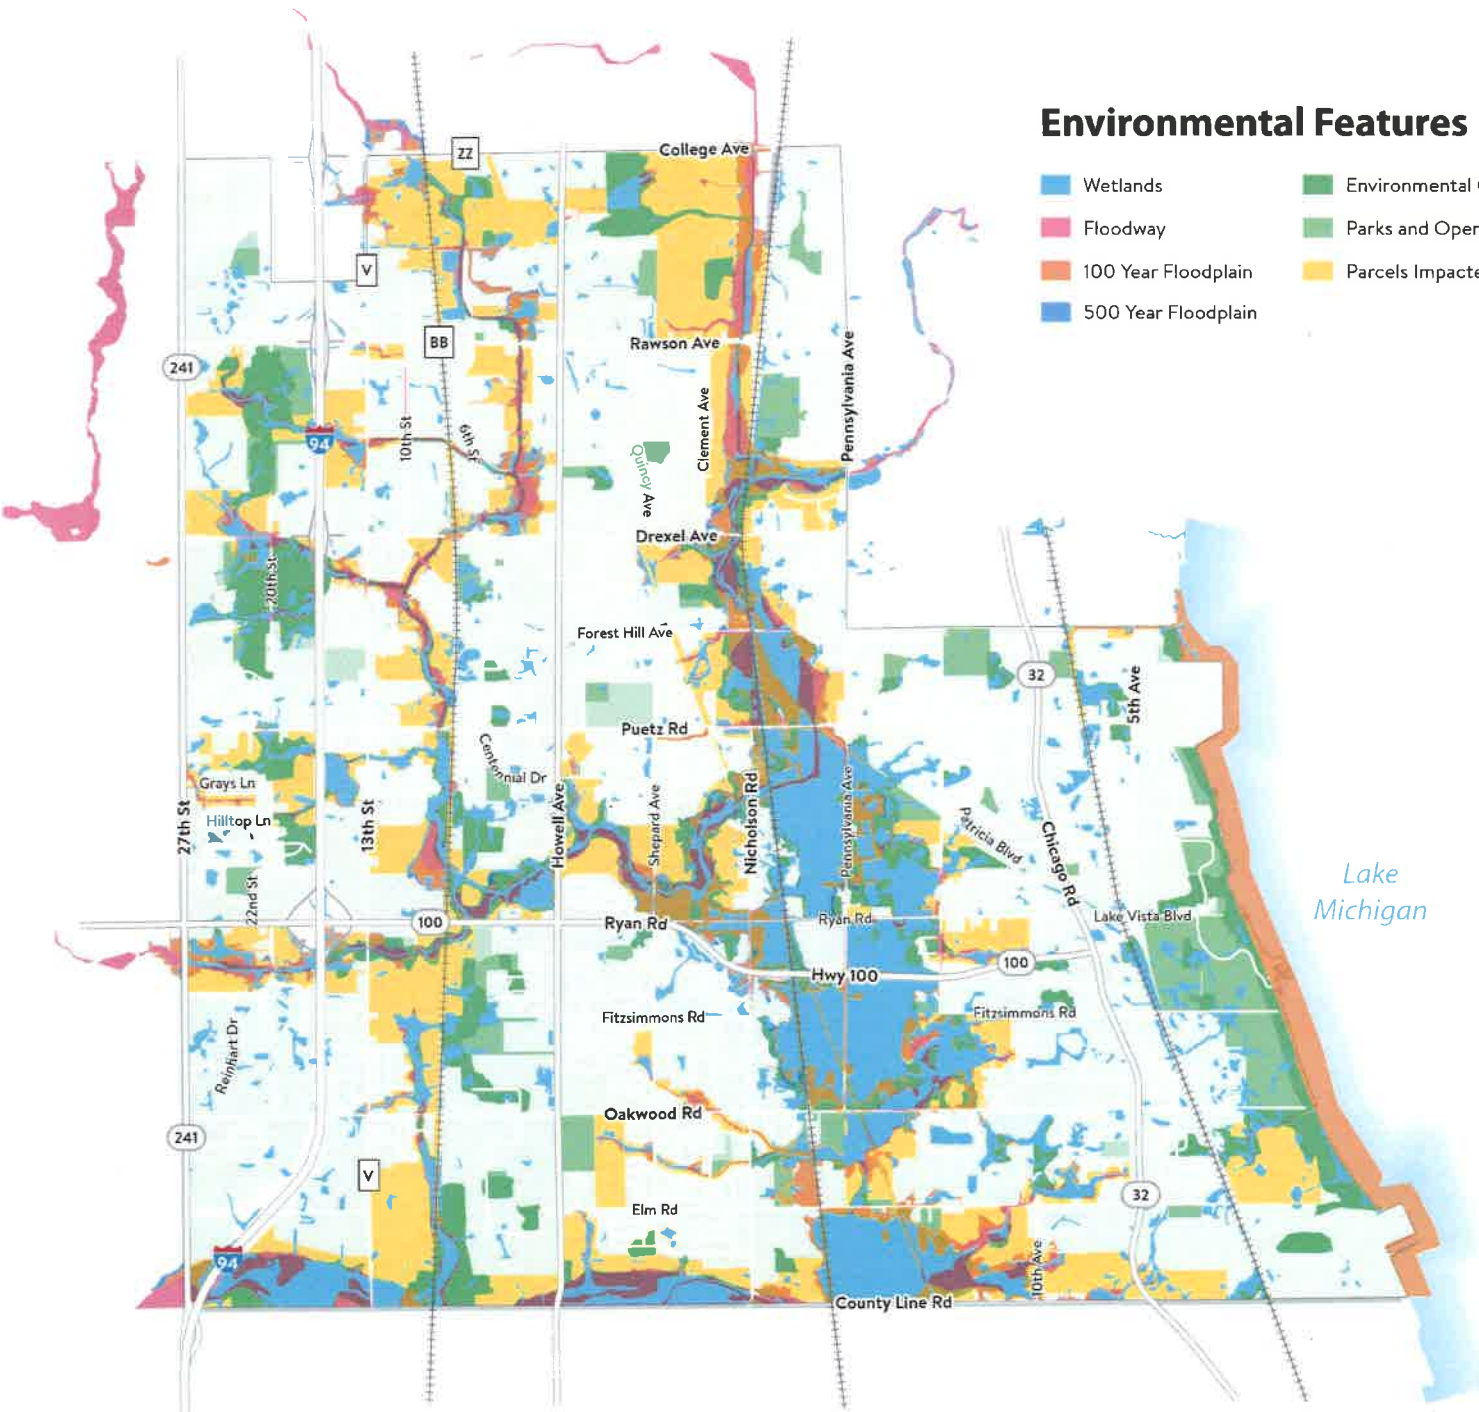 Environmental Features
Wetlands
Floodway
100 Year Floodplain
500 Year Floodplain
Environmental
Parks and Oper
Parcels Impacte
ZZ
College Ave
V
BB
Rawson Ave
241
94
10th St
6th St
Clement Ave
Pennsylvania Ave
Quincy Ave
Drexel Ave
20th St
Forest Hill Ave
32
5th Ave
Puetz Rd
Centennial Dr
Grays Ln
Hilltop Ln
27th St
13th St
22nd St
Howell Ave
Shepard Ave
Nicholson Rd
Pennsylvania Ave
Patricia Blvd
Chicago Rd
Lake
Michigan
Lake Vista Blvd
100
Ryan Rd
Ryan Rd
Hwy 100
100
Fitzsimmons Rd
Fitzsimmons Rd
Reinhart Dr
Oakwood Rd
241
V
32
Elm Rd
94
10th Ave
County Line Rd